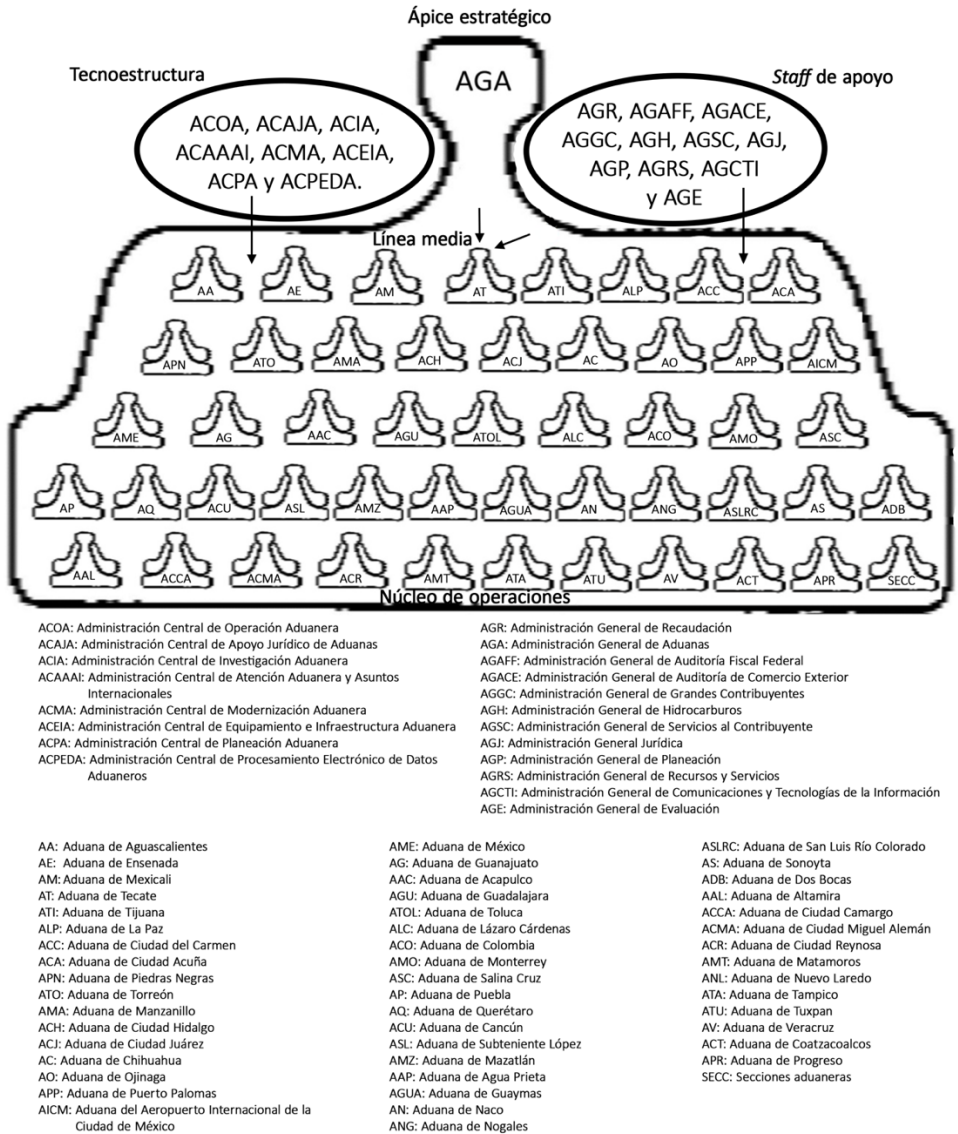 Ápice estratégico
Tecnoestructura
AGA
Staff de apoyo
ACOA, ACAJA, ACIA,
ACAAAI, ACMA, ACEIA,
ACPA y ACPEDA.
AGR, AGAFF, AGACE,
AGGC, AGH, AGSC, AGJ,
AGP, AGRS, AGCTI
y AGE
Línea media
AA AE AM AT ATI ALP ACC ACA
APN ATO AMA ACH ACJ AC AO APP AICM
AME AG AAC AGU ATOL ALC ACO AMO ASC
AP AQ ACU ASL AMZ AAP AGUA AN ANG ASLRC AS ADB
AAL ACCA ACMA ACR AMT ATA ATU AV ACT APR SECC
Núcleo de operaciones
ACOA: Administración Central de Operación Aduanera
ACAJA: Administración Central de Apoyo Jurídico de Aduanas
ACIA: Administración Central de Investigación Aduanera
ACAAAI: Administración Central de Atención Aduanera y Asuntos
Internacionales
ACMA: Administración Central de Modernización Aduanera
ACEIA: Administración Central de Equipamiento e Infraestructura Aduanera
ACPA: Administración Central de Planeación Aduanera
ACPEDA: Administración Central de Procesamiento Electrónico de Datos
Aduaneros
AGR: Administración General de Recaudación
AGA: Administración General de Aduanas
AGAFF: Administración General de Auditoría Fiscal Federal
AGACE: Administración General de Auditoría de Comercio Exterior
AGGC: Administración General de Grandes Contribuyentes
AGH: Administración General de Hidrocarburos
AGSC: Administración General de Servicios al Contribuyente
AGJ: Administración General Jurídica
AGP: Administración General de Planeación
AGRS: Administración General de Recursos y Servicios
AGCTI: Administración General de Comunicaciones y Tecnologías de la Información
AGE: Administración General de Evaluación
AA: Aduana de Aguascalientes
AE: Aduana de Ensenada
AM: Aduana de Mexicali
AT: Aduana de Tecate
ATI: Aduana de Tijuana
ALP: Aduana de La Paz
ACC: Aduana de Ciudad del Carmen
ACA: Aduana de Ciudad Acuña
APN: Aduana de Piedras Negras
ATO: Aduana de Torreón
AMA: Aduana de Manzanillo
ACH: Aduana de Ciudad Hidalgo
ACJ: Aduana de Ciudad Juárez
AC: Aduana de Chihuahua
AO: Aduana de Ojinaga
APP: Aduana de Puerto Palomas
AICM: Aduana del Aeropuerto Internacional de la
Ciudad de México
AME: Aduana de México
AG: Aduana de Guanajuato
AAC: Aduana de Acapulco
AGU: Aduana de Guadalajara
ATOL: Aduana de Toluca
ALC: Aduana de Lázaro Cárdenas
ACO: Aduana de Colombia
AMO: Aduana de Monterrey
ASC: Aduana de Salina Cruz
AP: Aduana de Puebla
AQ: Aduana de Querétaro
ACU: Aduana de Cancún
ASL: Aduana de Subteniente López
AMZ: Aduana de Mazatlán
AAP: Aduana de Agua Prieta
AGUA: Aduana de Guaymas
AN: Aduana de Naco
ANG: Aduana de Nogales
ASLRC: Aduana de San Luis Río Colorado
AS: Aduana de Sonoyta
ADB: Aduana de Dos Bocas
AAL: Aduana de Altamira
ACCA: Aduana de Ciudad Camargo
ACMA: Aduana de Ciudad Miguel Alemán
ACR: Aduana de Ciudad Reynosa
AMT: Aduana de Matamoros
ANL: Aduana de Nuevo Laredo
ATA: Aduana de Tampico
ATU: Aduana de Tuxpan
AV: Aduana de Veracruz
ACT: Aduana de Coatzacoalcos
APR: Aduana de Progreso
SECC: Secciones aduaneras